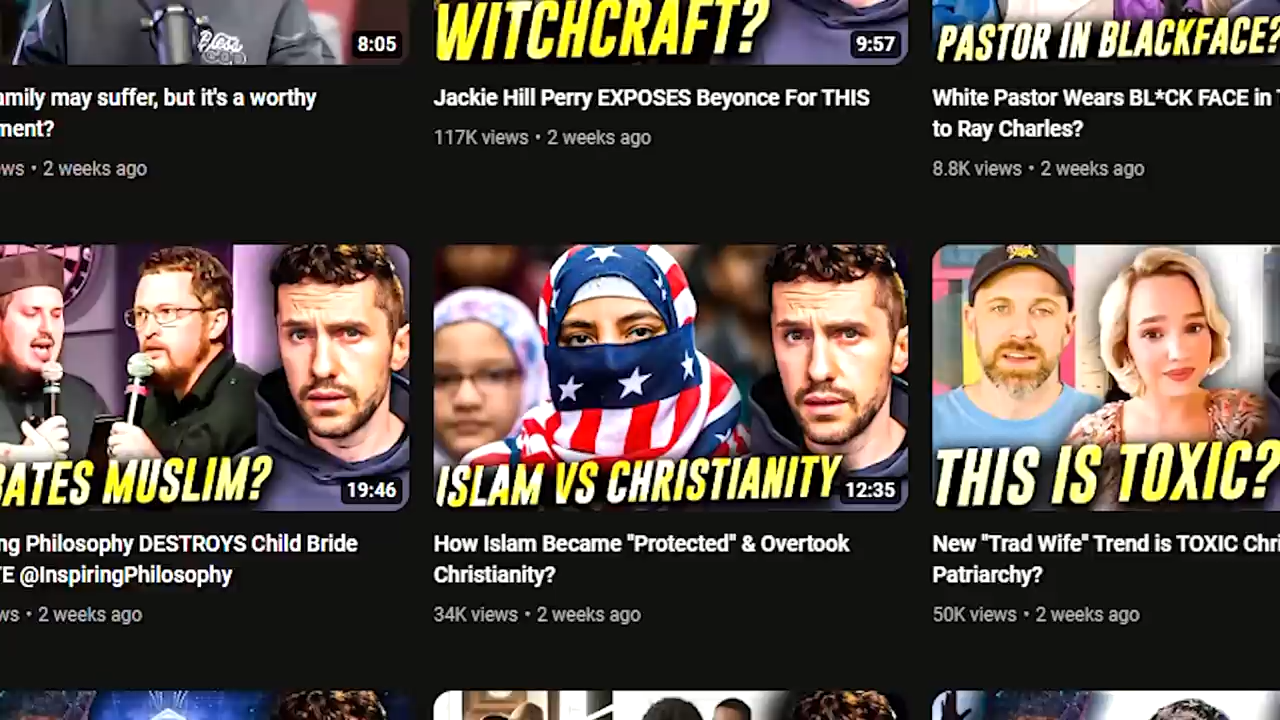 8:05
WITCHCRAFT?
9:57
PASTOR IN BLACKFACE?
amily may suffer, but it's a worthy
ment?
ws • 2 weeks ago
Jackie Hill Perry EXPOSES Beyonce For THIS
117K views • 2 weeks ago
White Pastor Wears BL*CK FACE in T
to Ray Charles?
8.8K views • 2 weeks ago
BATES MUSLIM?
19:46
ISLAM VS CHRISTIANITY
12:35
THIS IS TOXIC?
ng Philosophy DESTROYS Child Bride
TE @InspiringPhilosophy
ws • 2 weeks ago
How Islam Became "Protected" & Overtook
Christianity?
34K views • 2 weeks ago
New "Trad Wife" Trend is TOXIC Chri
Patriarchy?
50K views • 2 weeks ago